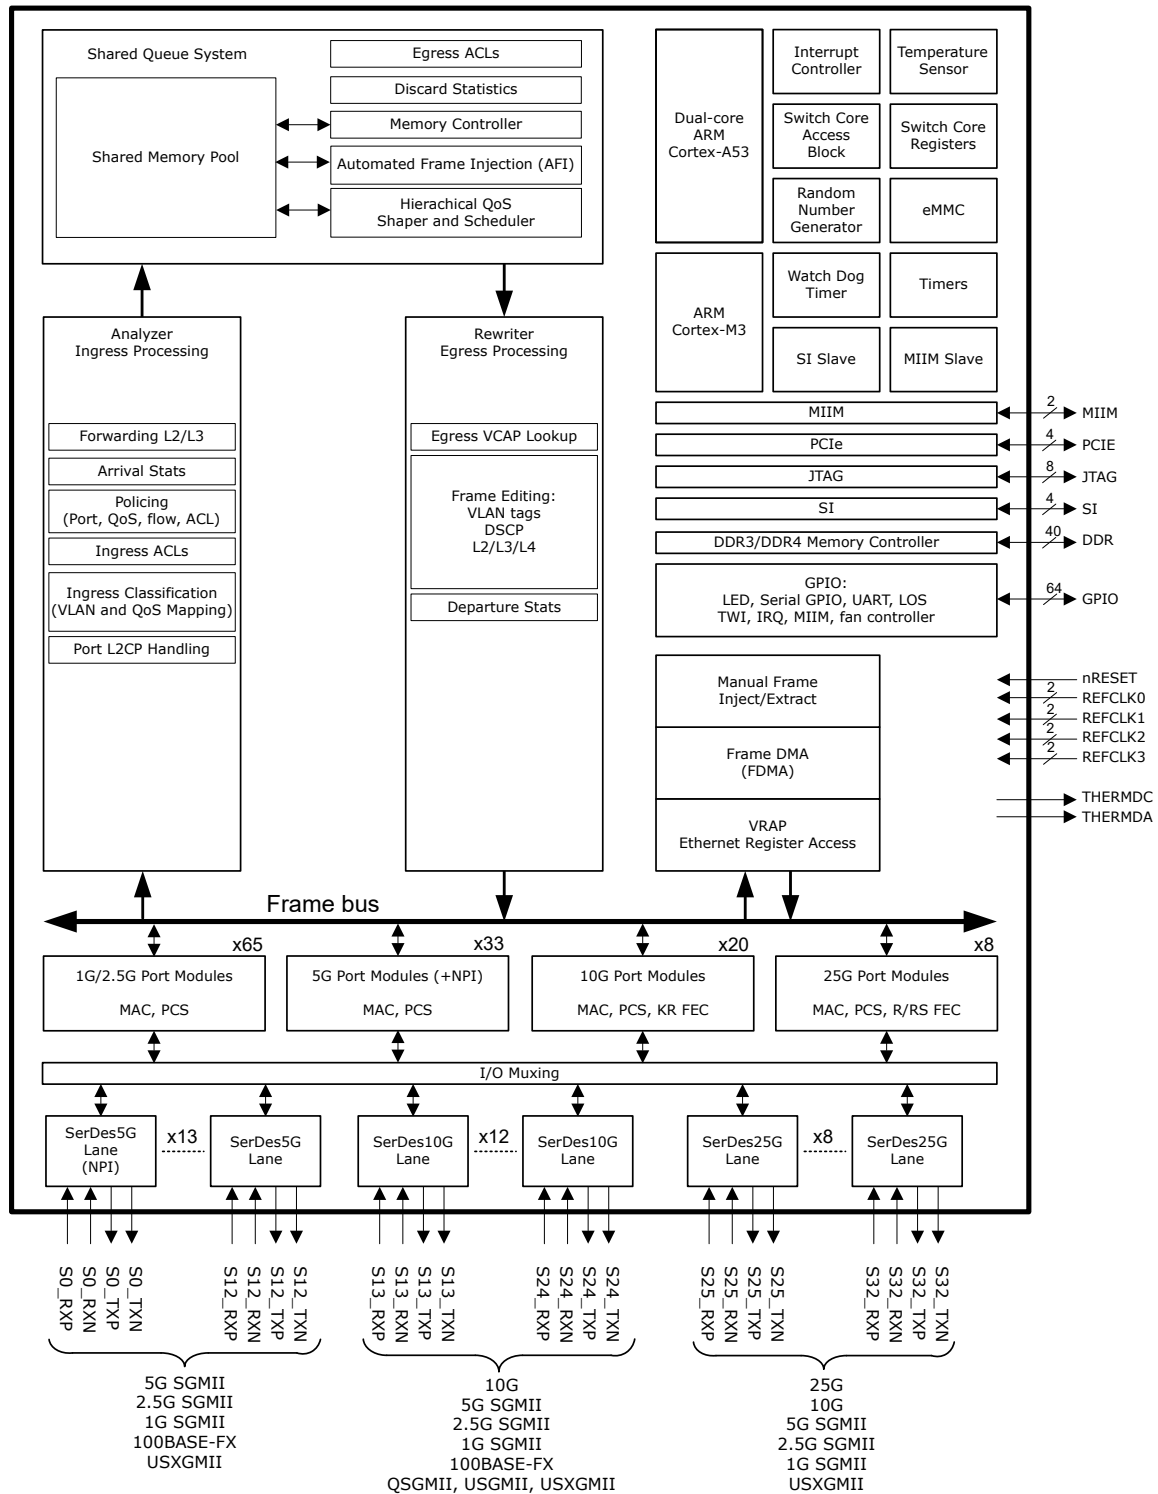 Shared Queue System
Shared Memory Pool
Egress ACLs
Discard Statistics
Memory Controller
Automated Frame Injection (AFI)
Hierachical QoS
Shaper and Scheduler
Dual-core
ARM
Cortex-A53
Interrupt
Controller
Temperature
Sensor
Switch Core
Access
Block
Switch Core
Registers
Random
Number
Generator
eMMC
ARM
Cortex-M3
Watch Dog
Timer
Timers
SI Slave
MIIM Slave
Analyzer
Ingress Processing
Forwarding L2/L3
Arrival Stats
Policing
(Port, QoS, flow, ACL)
Ingress ACLs
Ingress Classification
(VLAN and QoS Mapping)
Port L2CP Handling
Rewriter
Egress Processing
Egress VCAP Lookup
Frame Editing:
VLAN tags
DSCP
L2/L3/L4
Departure Stats
MIIM
2
MIIM
PCIe
4
PCIE
JTAG
8
JTAG
SI
4
SI
DDR3/DDR4 Memory Controller
40
DDR
GPIO:
LED, Serial GPIO, UART, LOS
TWI, IRQ, MIIM, fan controller
64
GPIO
Manual Frame
Inject/Extract
Frame DMA
(FDMA)
VRAP
Ethernet Register Access
nRESET
2
REFCLK0
2
REFCLK1
2
REFCLK2
2
REFCLK3
THERMDC
THERMDA
Frame bus
x65
x33
x20
x8
1G/2.5G Port Modules
MAC, PCS
5G Port Modules (+NPI)
MAC, PCS
10G Port Modules
MAC, PCS, KR FEC
25G Port Modules
MAC, PCS, R/RS FEC
I/O Muxing
SerDes5G
Lane
(NPI)
x13
SerDes5G
Lane
SerDes10G
Lane
x12
SerDes10G
Lane
SerDes25G
Lane
x8
SerDes25G
Lane
S0_RXP
S0_RXN
S0_TXP
S0_TXN
S12_RXP
S12_RXN
S12_TXP
S12_TXN
S13_RXP
S13_RXN
S13_TXP
S13_TXN
S24_RXP
S24_RXN
S24_TXP
S24_TXN
S25_RXP
S25_RXN
S25_TXP
S25_TXN
S32_RXP
S32_RXN
S32_TXP
S32_TXN
5G SGMII
2.5G SGMII
1G SGMII
100BASE-FX
USXGMII
10G
5G SGMII
2.5G SGMII
1G SGMII
100BASE-FX
QSGMII, USGMII, USXGMII
25G
10G
5G SGMII
2.5G SGMII
1G SGMII
USXGMII